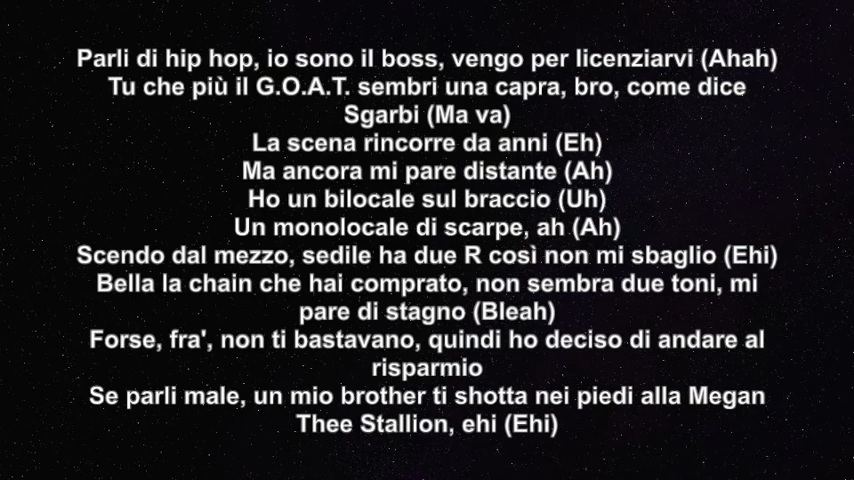 Parli di hip hop, io sono il boss, vengo per licenziarvi (Ahah)
Tu che più il G.O.A.T. sembri una capra, bro, come dice
Sgarbi (Ma va)
La scena rincorre da anni (Eh)
Ma ancora mi pare distante (Ah)
Ho un bilocale sul braccio (Uh)
Un monolocale di scarpe, ah (Ah)
Scendo dal mezzo, sedile ha due R così non mi sbaglio (Ehi)
Bella la chain che hai comprato, non sembra due toni, mi
pare di stagno (Bleah)
Forse, fra', non ti bastavano, quindi ho deciso di andare al
risparmio
Se parli male, un mio brother ti shotta nei piedi alla Megan
Thee Stallion, ehi (Ehi)